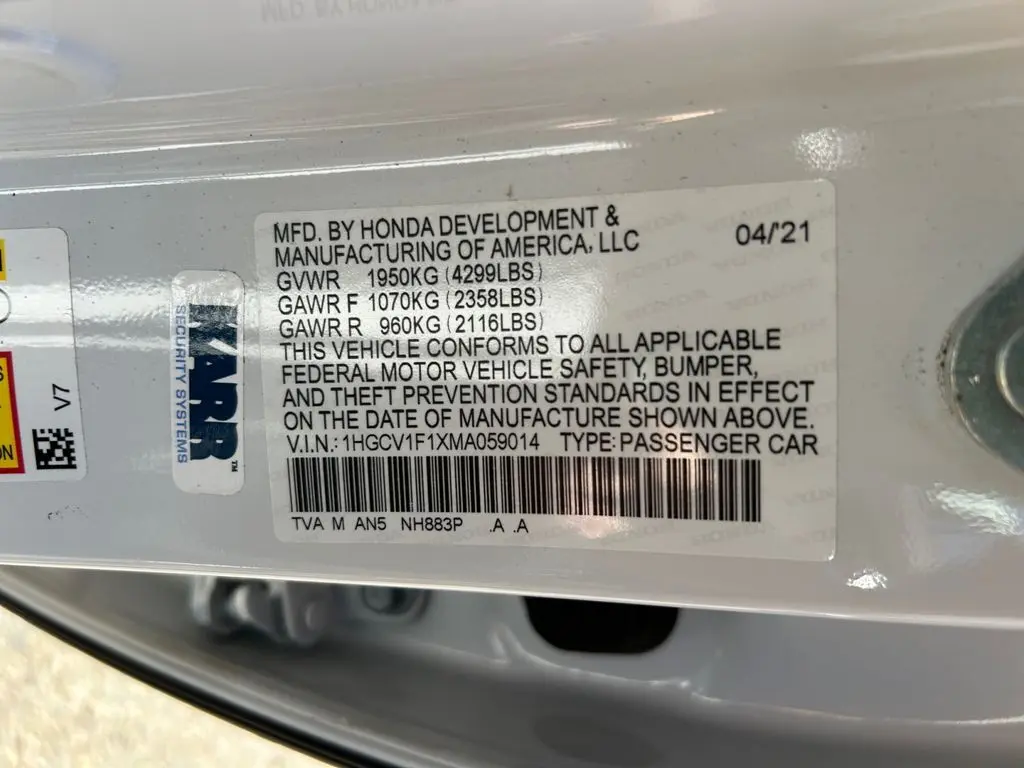 MFD. BY HONDA DEVELOPMENT &
MANUFACTURING OF AMERICA, LLC
04/'21
GVWR 1950KG (4299LBS)
GAWR F 1070KG (2358LBS)
GAWR R 960KG (2116LBS)
THIS VEHICLE CONFORMS TO ALL APPLICABLE
FEDERAL MOTOR VEHICLE SAFETY, BUMPER,
AND THEFT PREVENTION STANDARDS IN EFFECT
ON THE DATE OF MANUFACTURE SHOWN ABOVE.
V.I.N.: 1HGCV1F1XMA059014 TYPE: PASSENGER CAR
TVA M AN5 NH883P .A .A
KARR
SECURITY SYSTEMS
V7